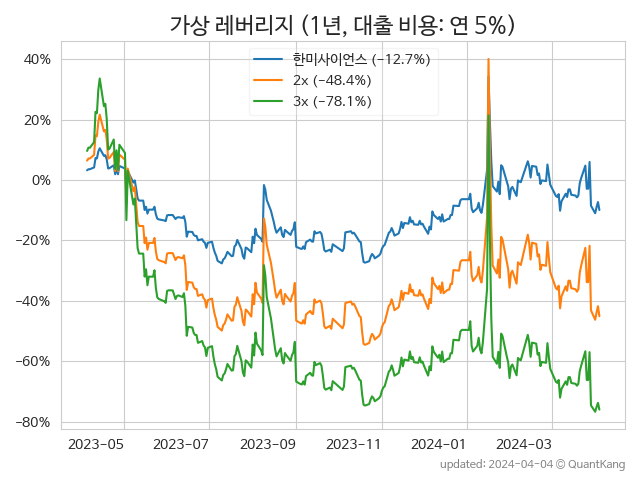 가상 레버리지 (1년, 대출 비용: 연 5%)
한미사이언스 (−12.7%)
2x (−48.4%)
3x (−78.1%)
40%
20%
0%
−20%
−40%
−60%
−80%
2023-05 2023-07 2023-09 2023-11 2024-01 2024-03
updated: 2024-04-04 © QuantKang